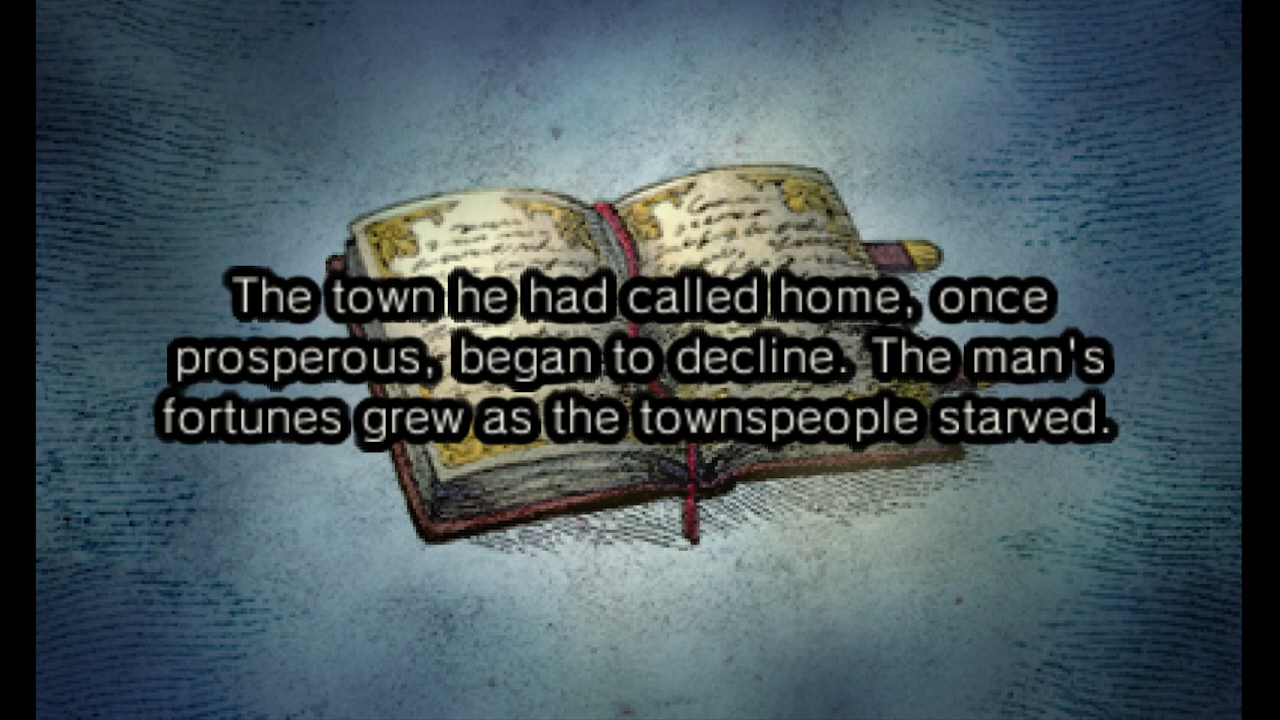 The town he had called home, once
prosperous, began to decline. The man's
fortunes grew as the townspeople starved.